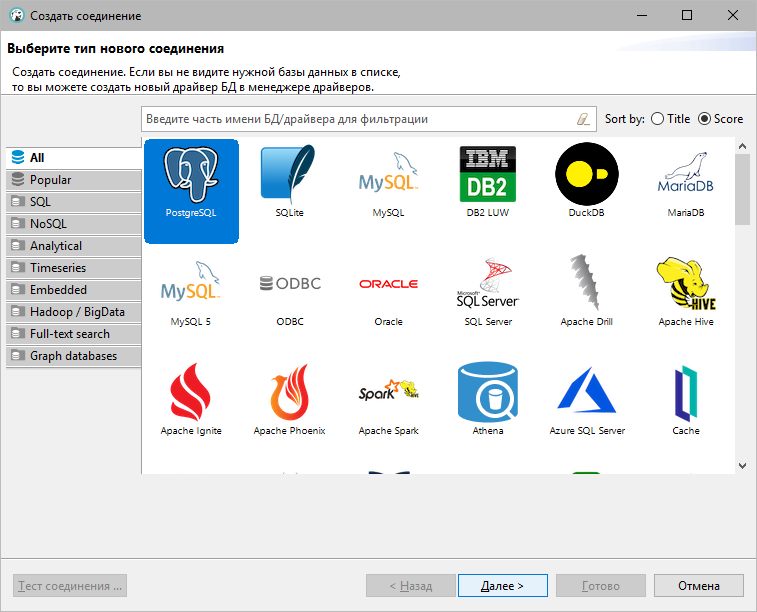 Создать соединение
Выберите тип нового соединения
Создать соединение. Если вы не видите нужной базы данных в списке,
то вы можете создать новый драйвер БД в менеджере драйверов.
Введите часть имени БД/драйвера для фильтрации
Sort by: Title Score
All
Popular
SQL
NoSQL
Analytical
Timeseries
Embedded
Hadoop / BigData
Full-text search
Graph databases
PostgreSQL
SQLite
MySQL
MySQL
IBM
DB2
DB2 LUW
DuckDB
MariaDB
MariaDB
MySQL
MySQL 5
ODBC
ODBC
ORACLE
Oracle
Microsoft
SQL Server
SQL Server
Apache Drill
HIVE
Apache Hive
Apache Ignite
Apache Phoenix
Spark
HIVE
Apache Spark
Athena
Azure SQL Server
Cache
Тест соединения ...
< Назад
Далее >
Готово
Отмена